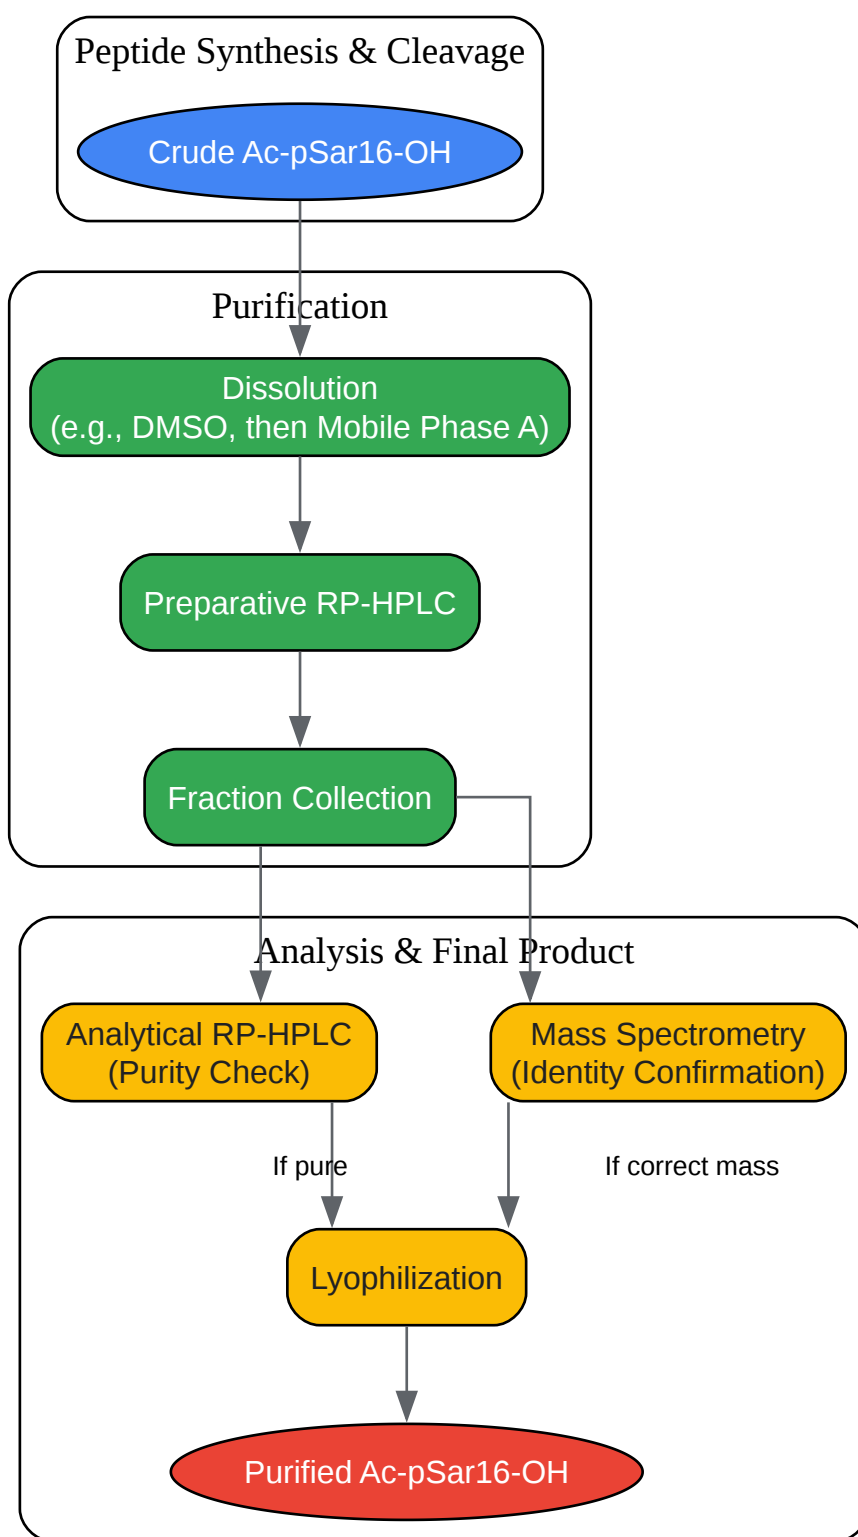 Peptide Synthesis & Cleavage
Crude Ac-pSar16-OH
Purification
Dissolution
(e.g., DMSO, then Mobile Phase A)
Preparative RP-HPLC
Fraction Collection
Analysis & Final Product
Analytical RP-HPLC
(Purity Check)
Mass Spectrometry
(Identity Confirmation)
If pure
If correct mass
Lyophilization
Purified Ac-pSar16-OH